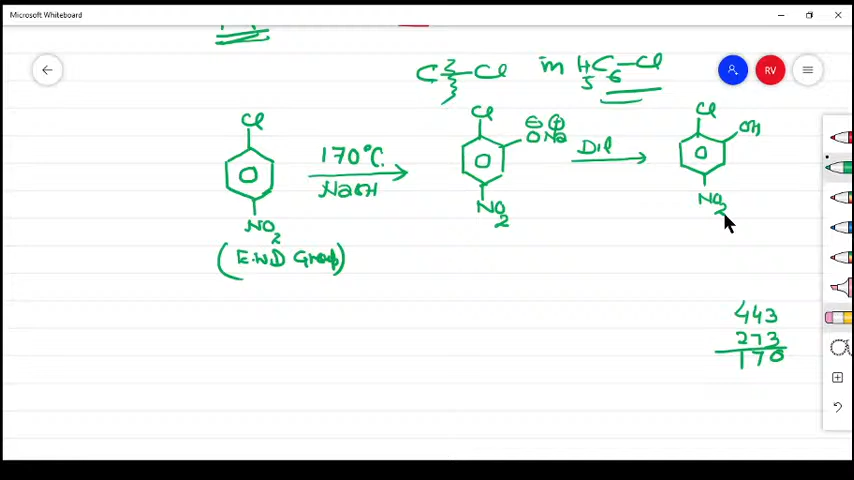 Microsoft Whiteboard
C-Cl in H5C6-Cl
RV
Cl Cl ⊖ ⊕ Cl
170°C ONa Dil OH
NaOH
NO2 NO2 NO2
(E.W.D Group)
443
273
170